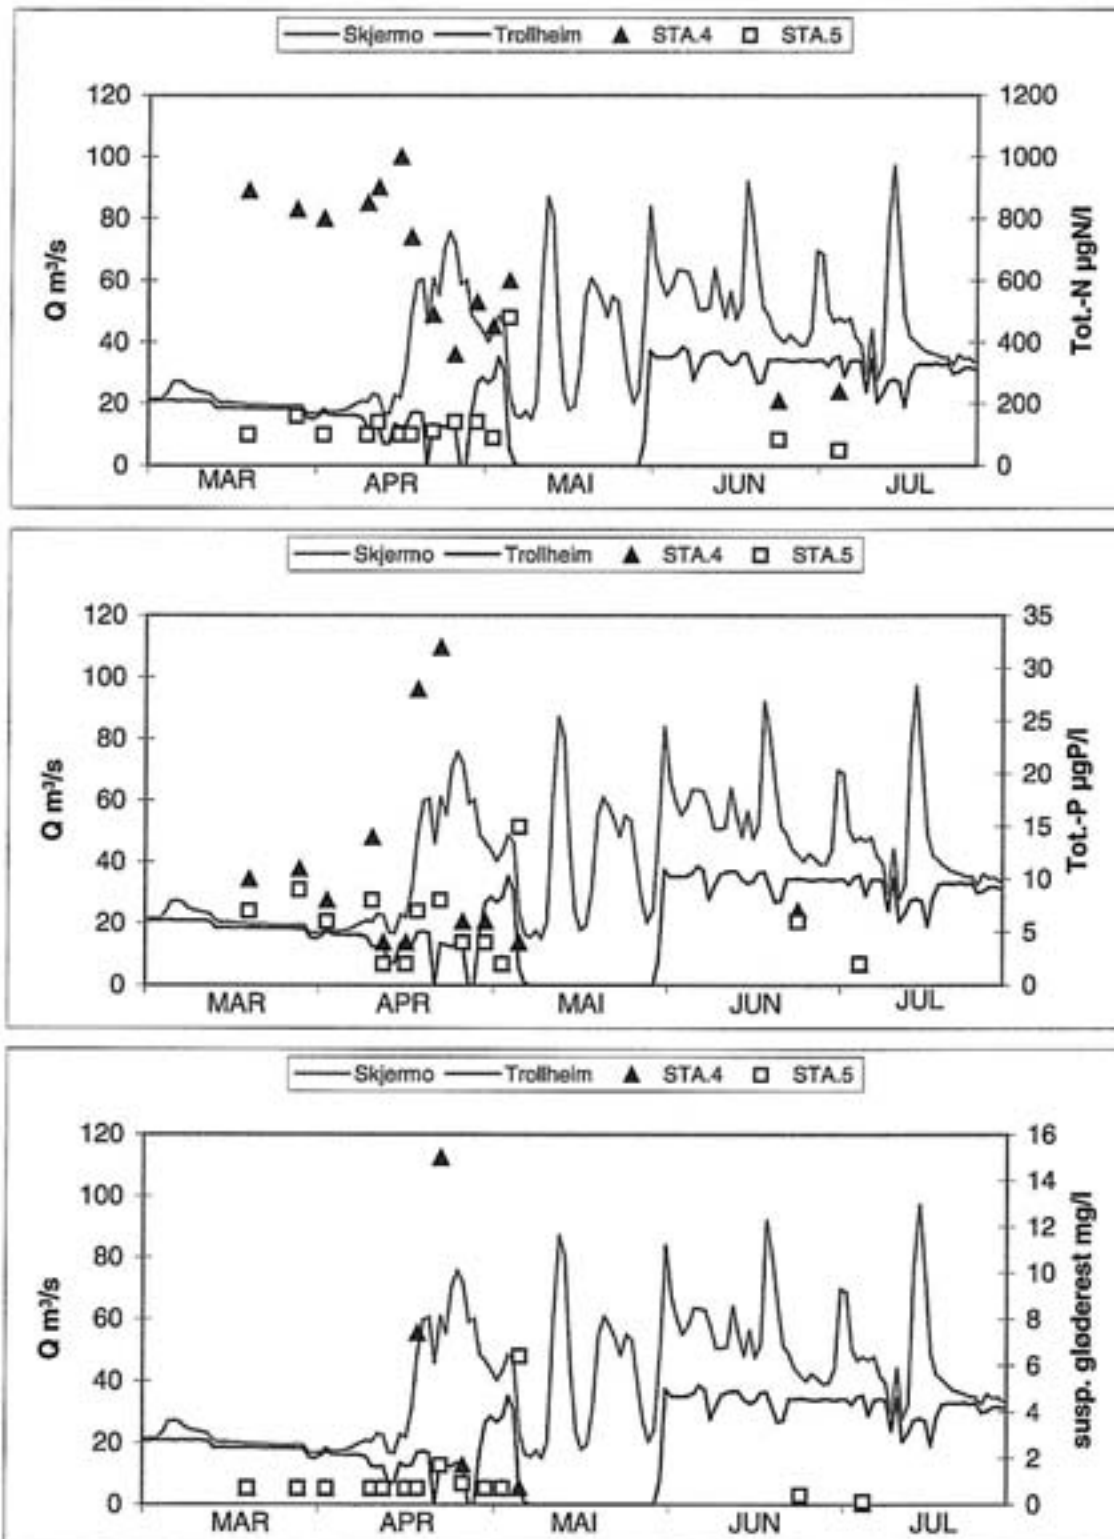 Skjermo Trollheim STA.4 STA.5
120 1200
100 1000
80 800
60 600
40 400
20 200
0 0
Q m³/s
Tot.-N µgN/l
MAR APR MAI JUN JUL
Skjermo Trollheim STA.4 STA.5
120 35
100 30
80 25
60 20
40 15
20 10
0 5
0
Q m³/s
Tot.-P µgP/l
MAR APR MAI JUN JUL
Skjermo Trollheim STA.4 STA.5
120 16
100 14
80 12
60 10
40 8
20 6
0 4
2
0
Q m³/s
susp. gløderest mg/l
MAR APR MAI JUN JUL